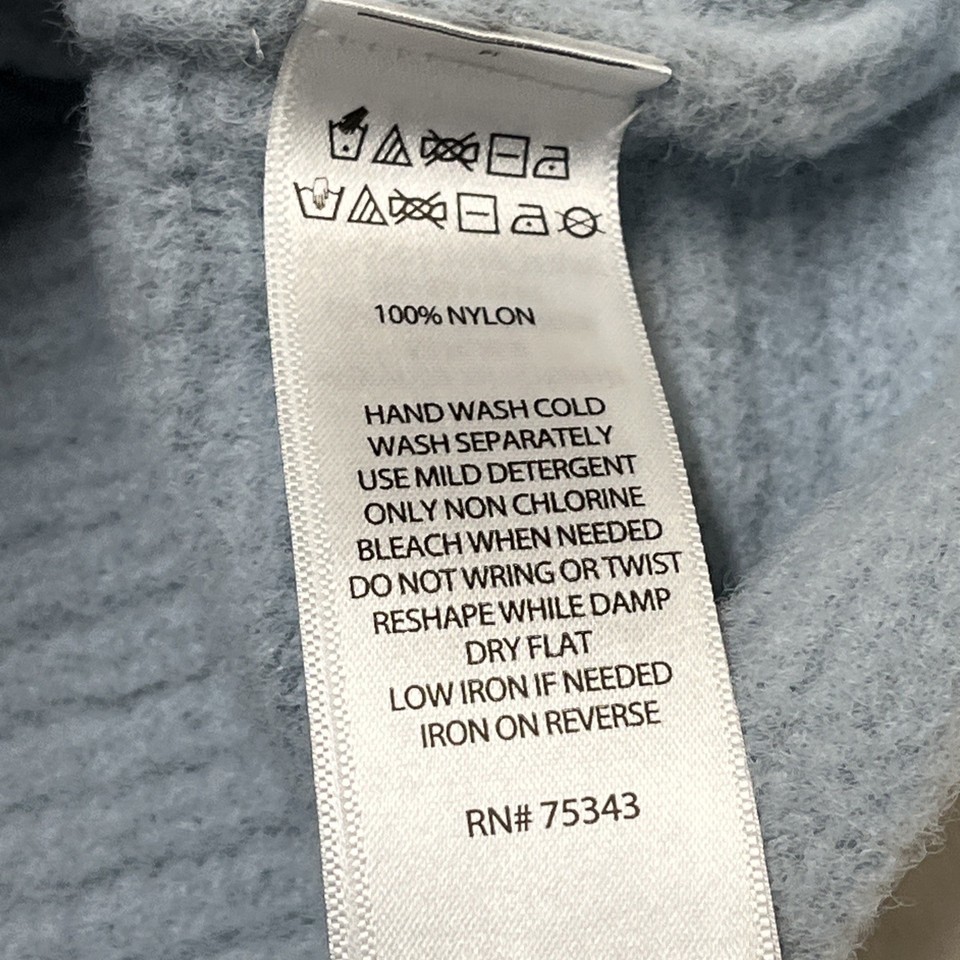 100% NYLON
HAND WASH COLD
WASH SEPARATELY
USE MILD DETERGENT
ONLY NON CHLORINE
BLEACH WHEN NEEDED
DO NOT WRING OR TWIST
RESHAPE WHILE DAMP
DRY FLAT
LOW IRON IF NEEDED
IRON ON REVERSE
RN# 75343